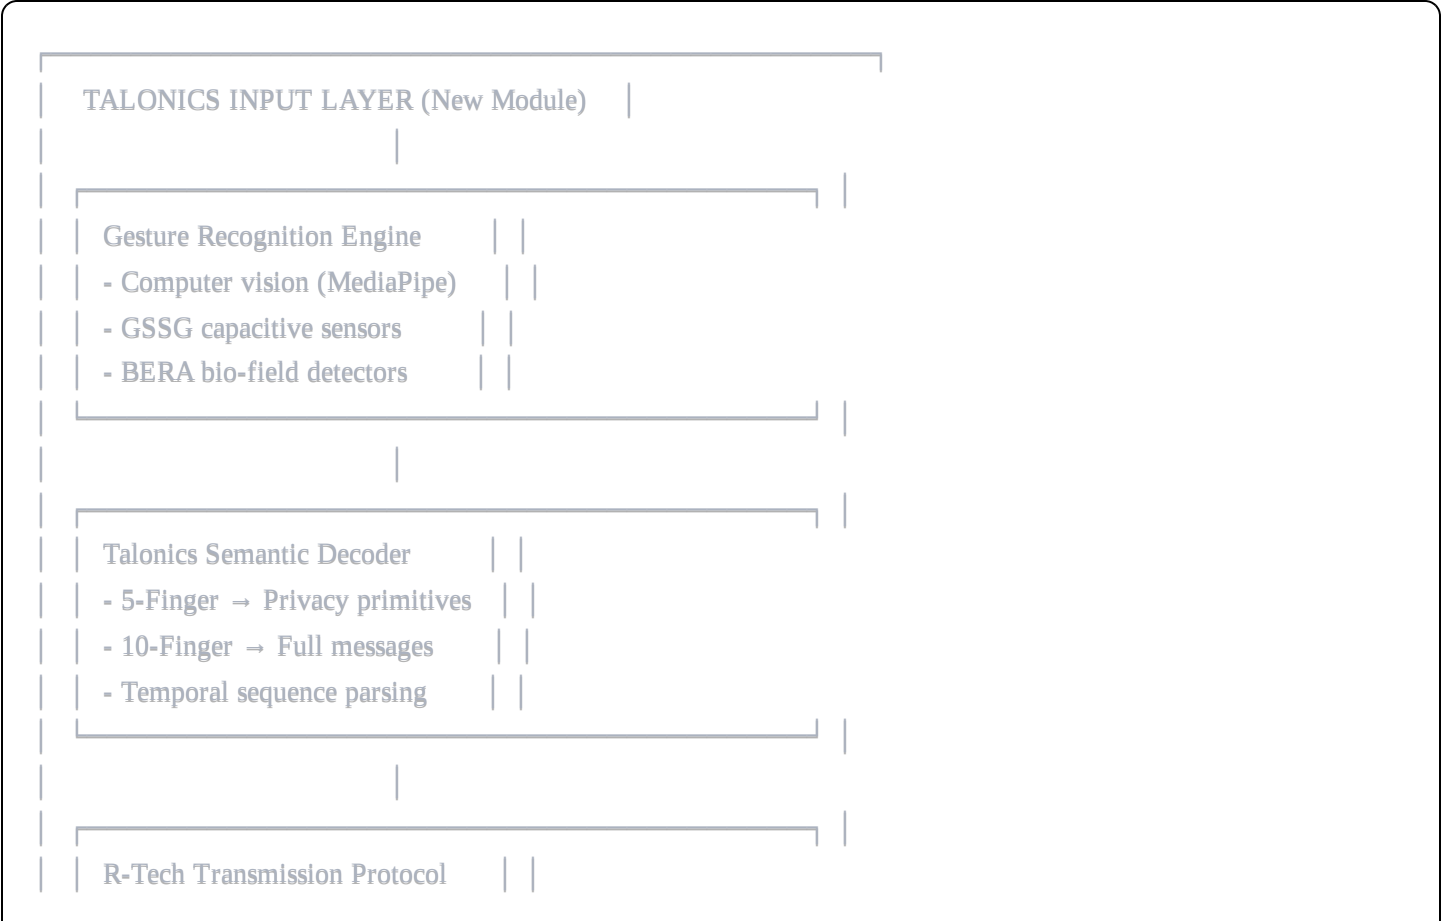 TALONICS INPUT LAYER (New Module)
Gesture Recognition Engine
- Computer vision (MediaPipe)
- GSSG capacitive sensors
- BERA bio-field detectors
Talonics Semantic Decoder
- 5-Finger → Privacy primitives
- 10-Finger → Full messages
- Temporal sequence parsing
R-Tech Transmission Protocol